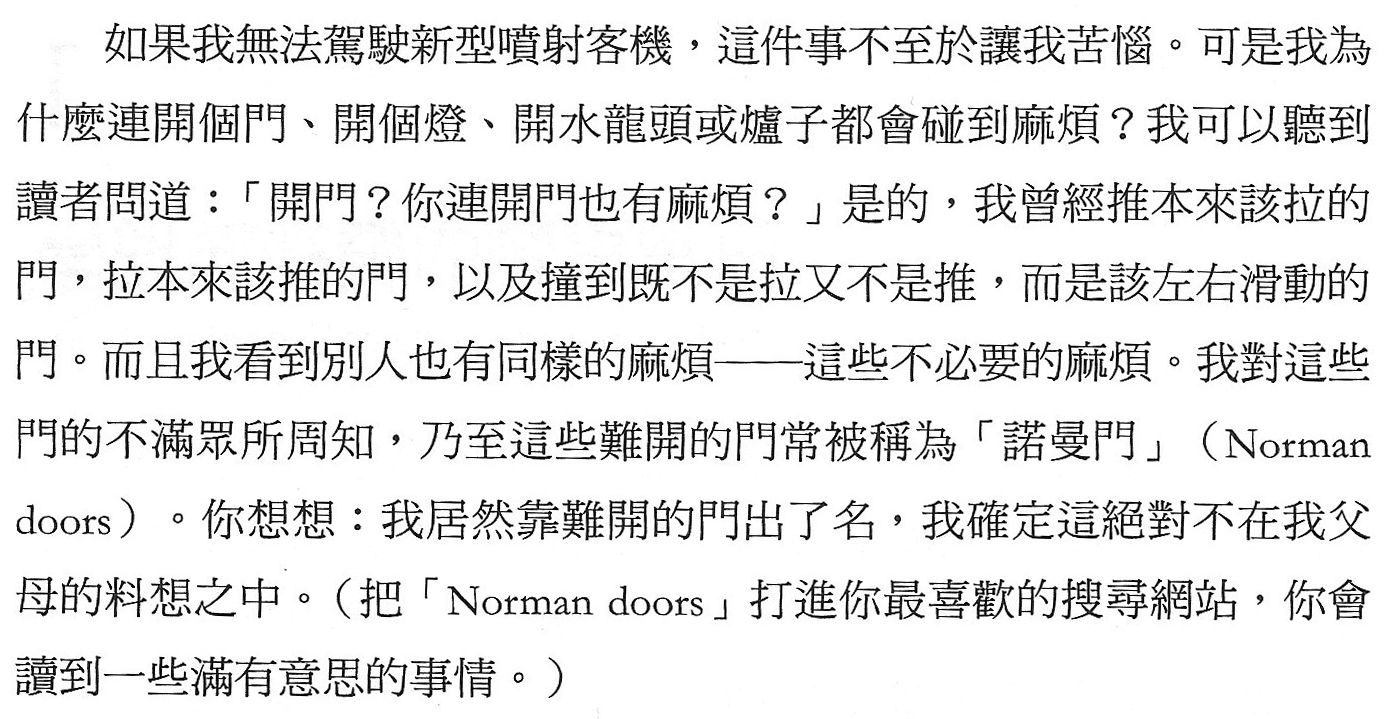 如果我無法駕駛新型噴射客機，這件事不至於讓我苦惱。可是我為
什麼連開個門、開個燈、開水龍頭或爐子都會碰到麻煩？我可以聽到
讀者問道：「開門？你連開門也有麻煩？」是的，我曾經推本來該拉的
門，拉本來該推的門，以及撞到既不是拉又不是推，而是該左右滑動的
門。而且我看到別人也有同樣的麻煩——這些不必要的麻煩。我對這些
門的不滿眾所周知，乃至這些難開的門常被稱為「諾曼門」（Norman
doors）。你想想：我居然靠難開的門出了名，我確定這絕對不在我父
母的料想之中。（把「Norman doors」打進你最喜歡的搜尋網站，你會
讀到一些滿有意思的事情。）